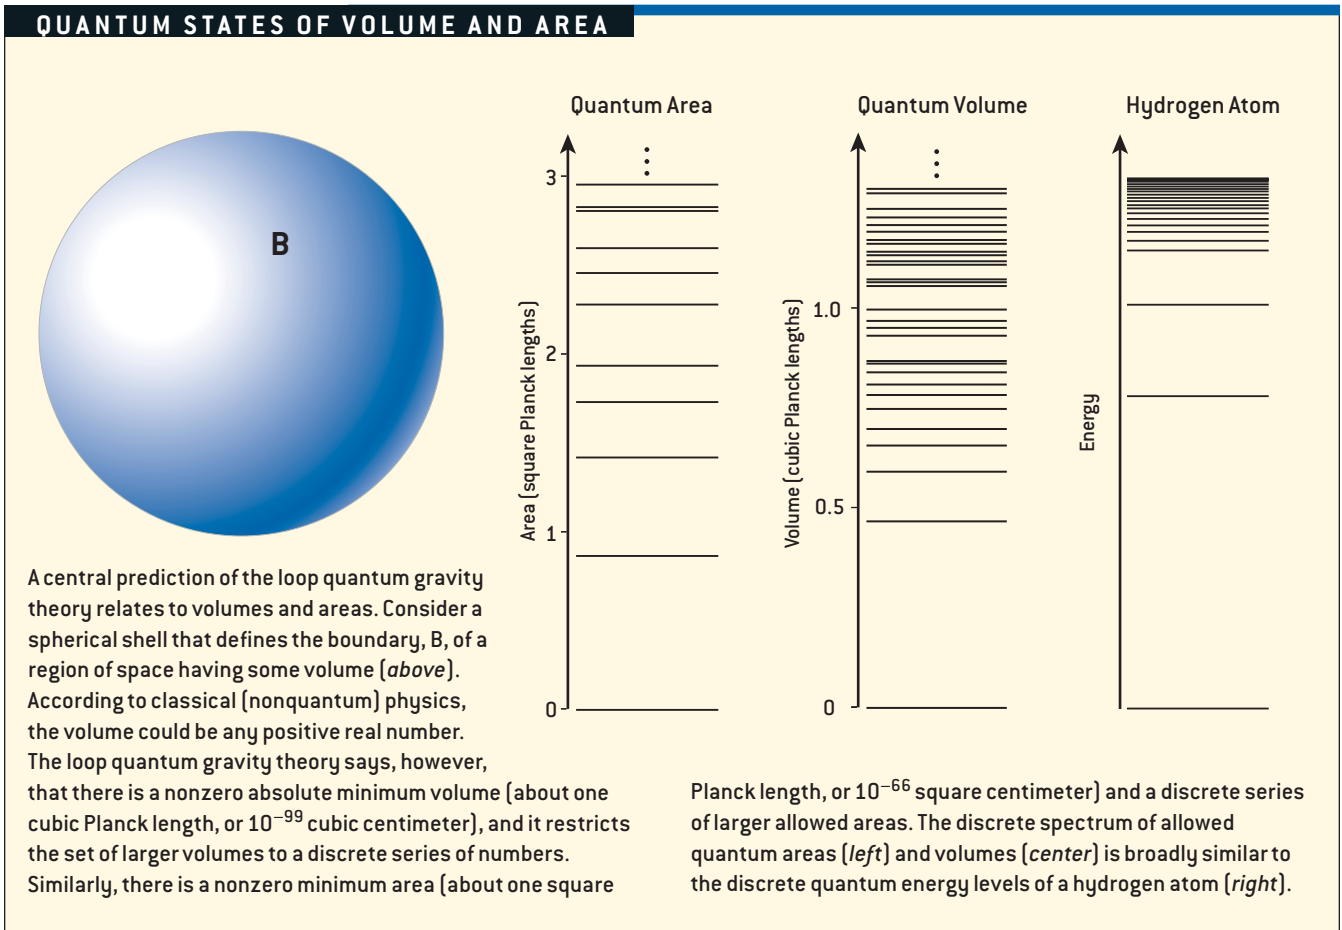 QUANTUM STATES OF VOLUME AND AREA
B
Quantum Area
3
2
1
0
Area (square Planck lengths)
Quantum Volume
1.0
0.5
0
Volume (cubic Planck lengths)
Hydrogen Atom
Energy
A central prediction of the loop quantum gravity
theory relates to volumes and areas. Consider a
spherical shell that defines the boundary, B, of a
region of space having some volume (above).
According to classical (nonquantum) physics,
the volume could be any positive real number.
The loop quantum gravity theory says, however,
that there is a nonzero absolute minimum volume (about one
cubic Planck length, or 10⁻⁹⁹ cubic centimeter), and it restricts
the set of larger volumes to a discrete series of numbers.
Similarly, there is a nonzero minimum area (about one square
Planck length, or 10⁻⁶⁶ square centimeter) and a discrete series
of larger allowed areas. The discrete spectrum of allowed
quantum areas (left) and volumes (center) is broadly similar to
the discrete quantum energy levels of a hydrogen atom (right).